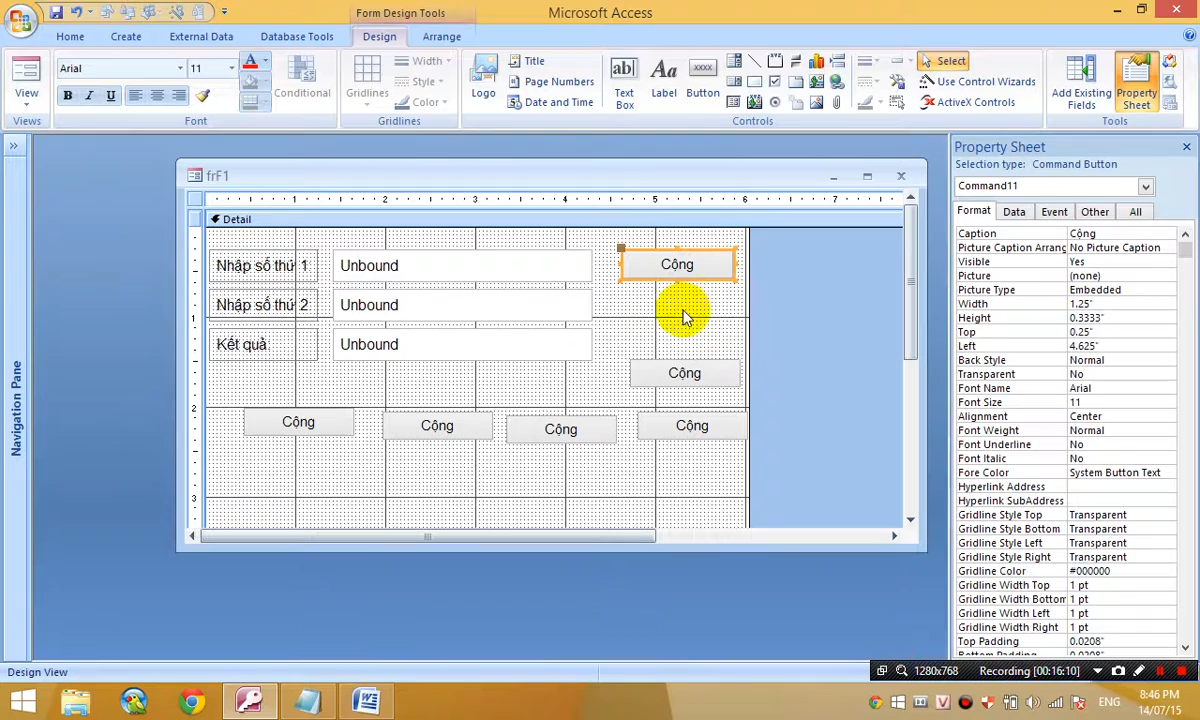 Form Design Tools
Microsoft Access
Home
Create
External Data
Database Tools
Design
Arrange
View
Views
Arial
11
B I U
Conditional
Font
Gridlines
Width
Style
Color
Gridlines
Logo
Title
Page Numbers
Date and Time
Text Box
Label
Button
Controls
Select
Use Control Wizards
ActiveX Controls
Add Existing Fields
Property Sheet
Tools
Navigation Pane
frF1
1 2 3 4 5 6 7
Detail
Nhập số thứ 1
Unbound
Cộng
Nhập số thứ 2
Unbound
1
Kết quả:
Unbound
Cộng
2
Cộng
Cộng
Cộng
Cộng
3
Property Sheet
Selection type: Command Button
Command11
Format
Data
Event
Other
All
Caption Cộng
Picture Caption Arrang No Picture Caption
Visible Yes
Picture (none)
Picture Type Embedded
Width 1.25"
Height 0.3333"
Top 0.25"
Left 4.625"
Back Style Normal
Transparent No
Font Name Arial
Font Size 11
Alignment Center
Font Weight Normal
Font Underline No
Font Italic No
Fore Color System Button Text
Hyperlink Address
Hyperlink SubAddress
Gridline Style Top Transparent
Gridline Style Bottom Transparent
Gridline Style Left Transparent
Gridline Style Right Transparent
Gridline Color #000000
Gridline Width Top 1 pt
Gridline Width Bottom 1 pt
Gridline Width Left 1 pt
Gridline Width Right 1 pt
Top Padding 0.0208"
Design View
1280x768
Recording [00:16:10]
ENG
8:46 PM
14/07/15